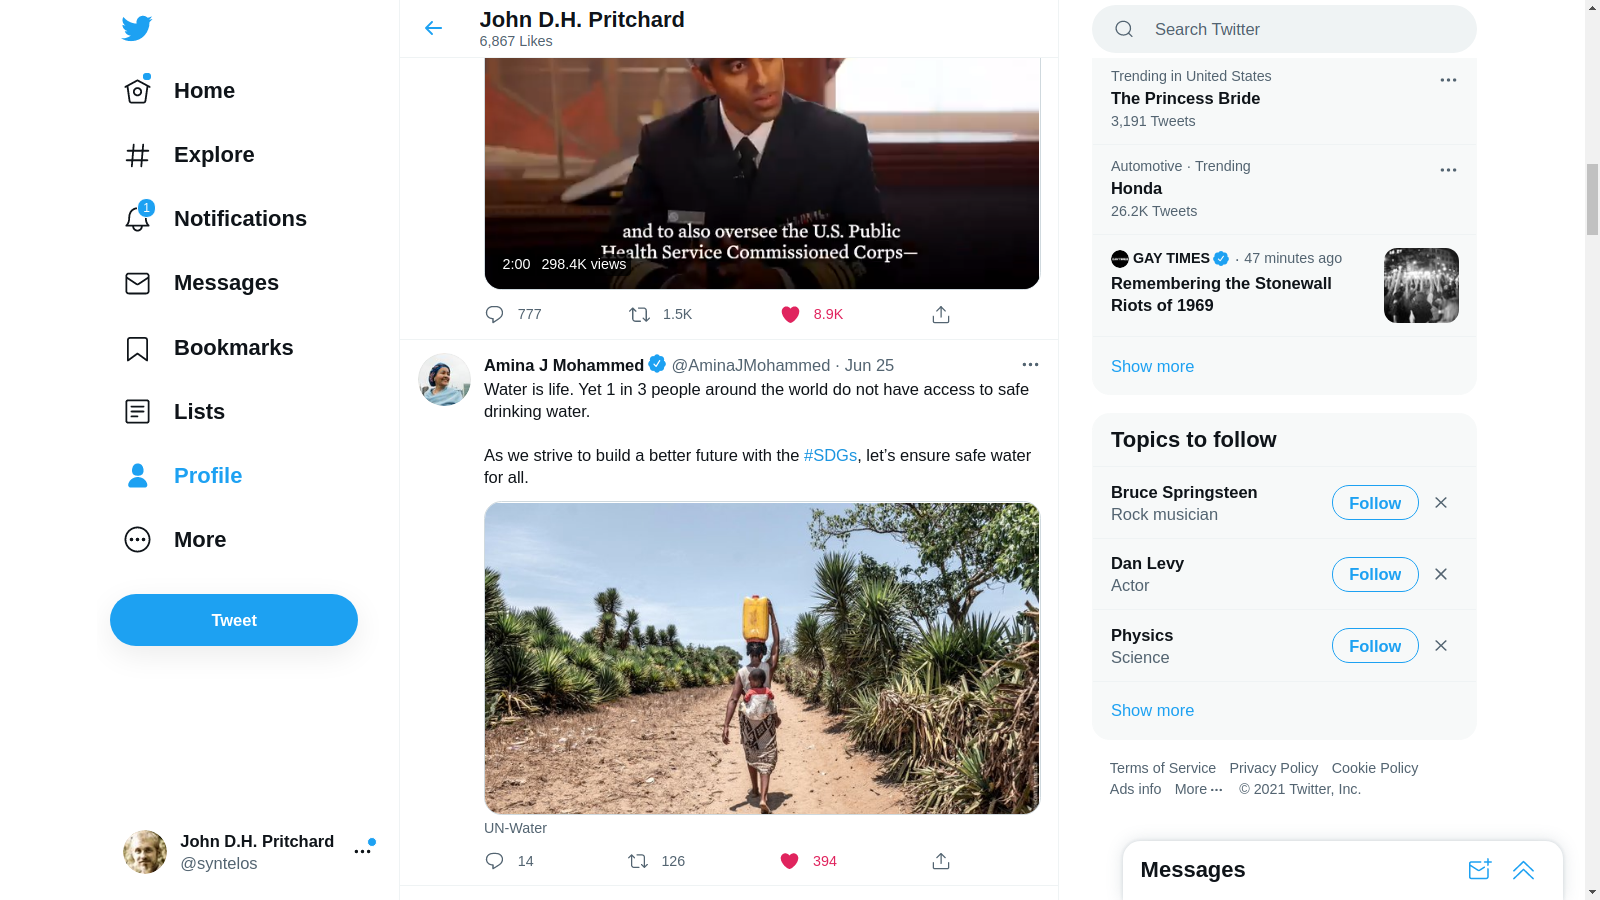 Home
Explore
1
Notifications
Messages
Bookmarks
Lists
Profile
More
Tweet
John D.H. Pritchard
@syntelos
John D.H. Pritchard
6,867 Likes
and to also oversee the U.S. Public
Health Service Commissioned Corps—
2:00 298.4K views
777 1.5K 8.9K
Amina J Mohammed @AminaJMohammed · Jun 25
Water is life. Yet 1 in 3 people around the world do not have access to safe
drinking water.
As we strive to build a better future with the #SDGs, let’s ensure safe water
for all.
UN-Water
14 126 394
Search Twitter
Trending in United States
The Princess Bride
3,191 Tweets
Automotive · Trending
Honda
26.2K Tweets
GAY TIMES · 47 minutes ago
Remembering the Stonewall
Riots of 1969
Show more
Topics to follow
Bruce Springsteen
Rock musician
Follow
Dan Levy
Actor
Follow
Physics
Science
Follow
Show more
Terms of Service Privacy Policy Cookie Policy
Ads info More ··· © 2021 Twitter, Inc.
Messages